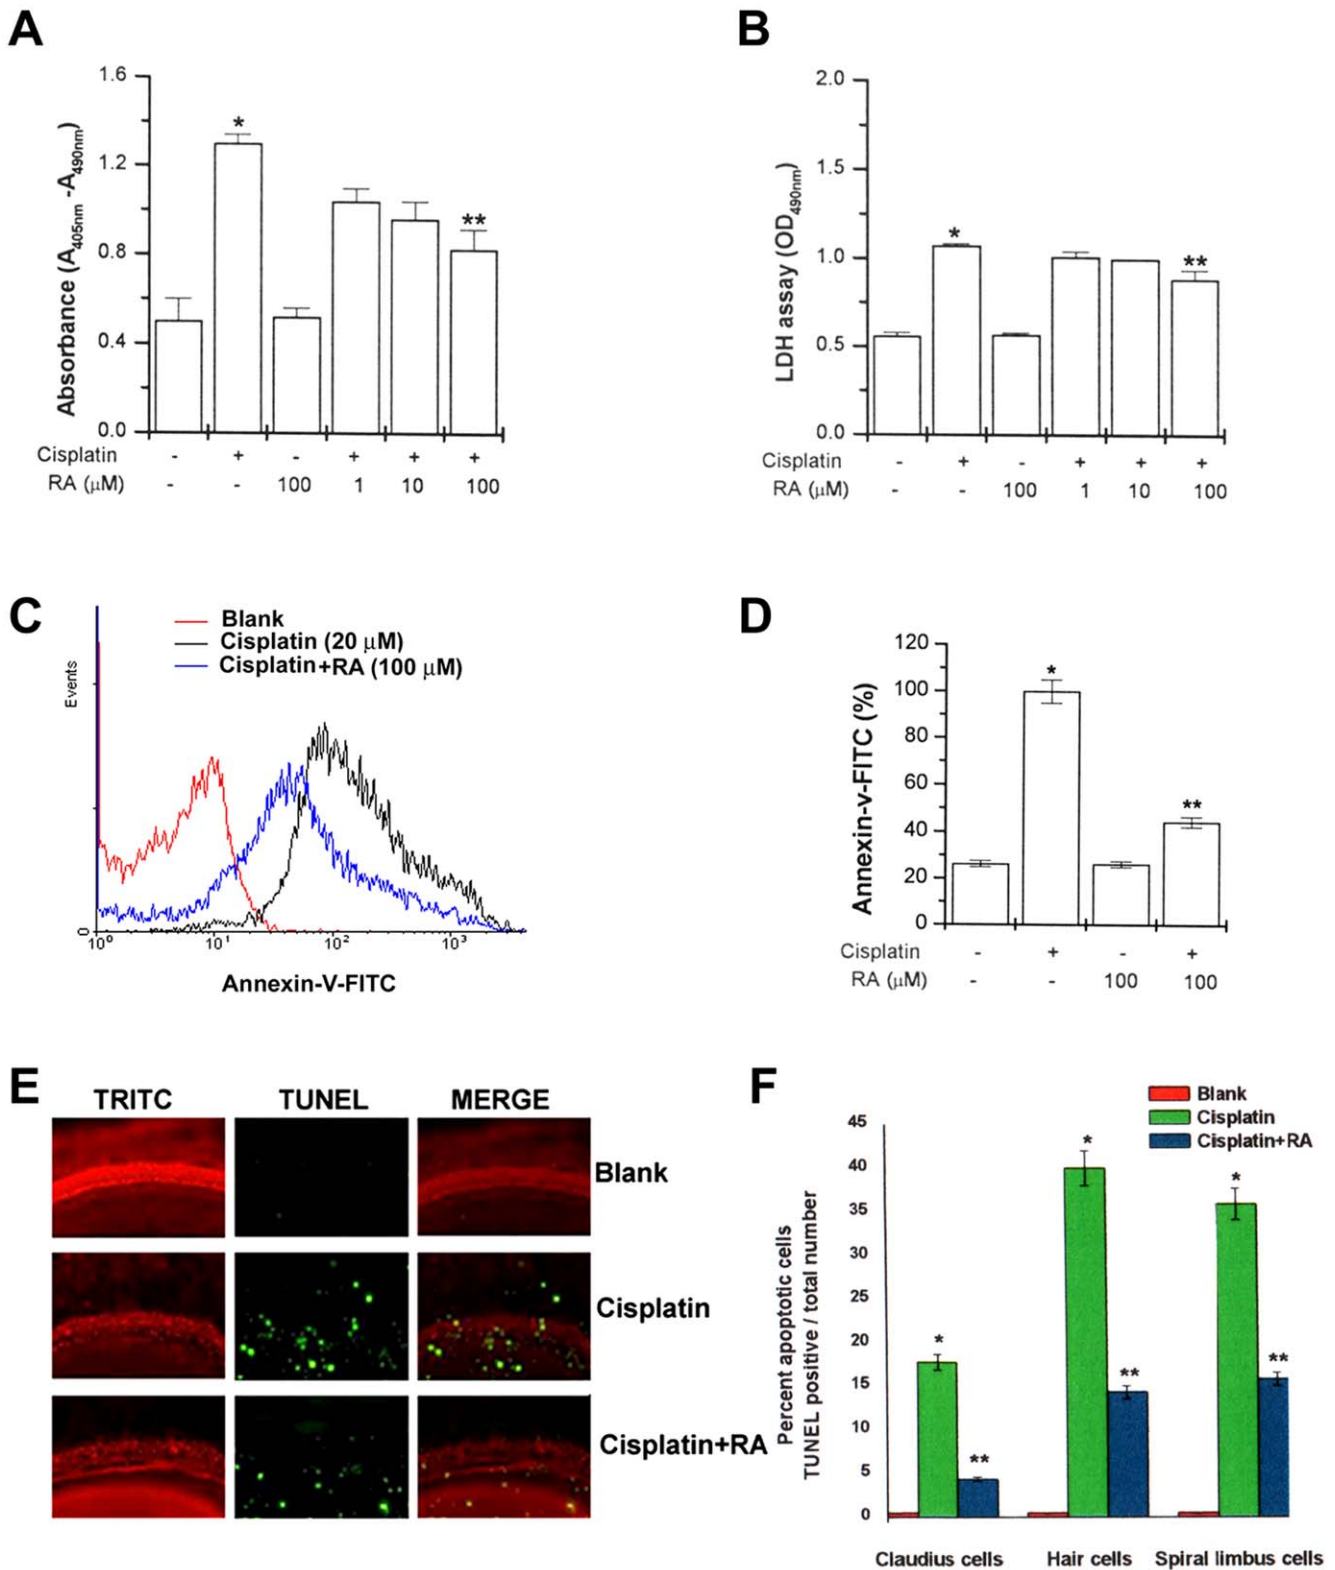 A
1.6
1.2
0.8
0.4
0.0
Absorbance (A405nm -A490nm)
*
**
Cisplatin - + - + + +
RA (μM) - - 100 1 10 100
B
2.0
1.5
1.0
0.5
0.0
LDH assay (OD490nm)
*
**
Cisplatin - + - + + +
RA (μM) - - 100 1 10 100
C
Events
Blank
Cisplatin (20 μM)
Cisplatin+RA (100 μM)
0
10⁰ 10¹ 10² 10³
Annexin-V-FITC
D
120
100
80
60
40
20
0
Annexin-v-FITC (%)
*
**
Cisplatin - + - +
RA (μM) - - 100 100
E
TRITC TUNEL MERGE
Blank
Cisplatin
Cisplatin+RA
F
Blank
Cisplatin
Cisplatin+RA
45
40
35
30
25
20
15
10
5
0
Percent apoptotic cells
TUNEL positive / total number
* **
* **
* **
Claudius cells Hair cells Spiral limbus cells